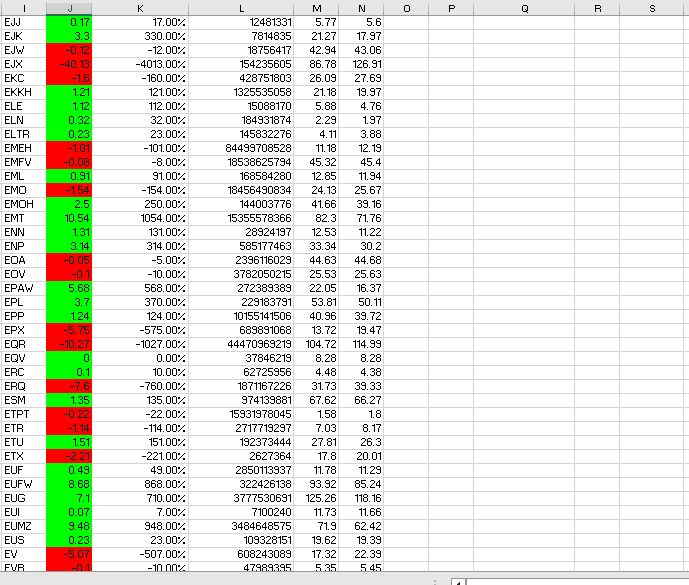 I J K L M N O P Q R S
EJJ 0.17 17.00% 12481331 5.77 5.6
EJK 3.3 330.00% 7814835 21.27 17.97
EJW -0.12 -12.00% 18756417 42.94 43.06
EJX -40.13 -4013.00% 154235605 86.78 126.91
EKC -1.6 -160.00% 428751803 26.09 27.69
EKKH 1.21 121.00% 1325535058 21.18 19.97
ELE 1.12 112.00% 15088170 5.88 4.76
ELN 0.32 32.00% 184931874 2.29 1.97
ELTR 0.23 23.00% 145832276 4.11 3.88
EMEH -1.01 -101.00% 84499708528 11.18 12.19
EMFV -0.08 -8.00% 18538625794 45.32 45.4
EML 0.91 91.00% 168584280 12.85 11.94
EMO -1.54 -154.00% 18456490834 24.13 25.67
EMOH 2.5 250.00% 144003776 41.66 39.16
EMT 10.54 1054.00% 15355578366 82.3 71.76
ENN 1.31 131.00% 28924197 12.53 11.22
ENP 3.14 314.00% 585177463 33.34 30.2
EOA -0.05 -5.00% 2396116029 44.63 44.68
EOV -0.1 -10.00% 3782050215 25.53 25.63
EPAW 5.68 568.00% 272389389 22.05 16.37
EPL 3.7 370.00% 229183791 53.81 50.11
EPP 1.24 124.00% 10155141506 40.96 39.72
EPX -5.75 -575.00% 689891068 13.72 19.47
EQR -10.27 -1027.00% 44470969219 104.72 114.99
EQV 0 0.00% 37846219 8.28 8.28
ERC 0.1 10.00% 62725956 4.48 4.38
ERQ -7.6 -760.00% 1871167226 31.73 39.33
ESM 1.35 135.00% 974139881 67.62 66.27
ETPT -0.22 -22.00% 15931978045 1.58 1.8
ETR -1.14 -114.00% 2717719297 7.03 8.17
ETU 1.51 151.00% 192373444 27.81 26.3
ETX -2.21 -221.00% 2627364 17.8 20.01
EUF 0.49 49.00% 2850113937 11.78 11.29
EUFW 8.68 868.00% 322426138 93.92 85.24
EUG 7.1 710.00% 3777530691 125.26 118.16
EUI 0.07 7.00% 7100240 11.73 11.66
EUMZ 9.48 948.00% 3484648575 71.9 62.42
EUS 0.23 23.00% 109328151 19.62 19.39
EV -5.07 -507.00% 608243089 17.32 22.39
EVR -0.1 -10.00% 47989395 5.35 5.45